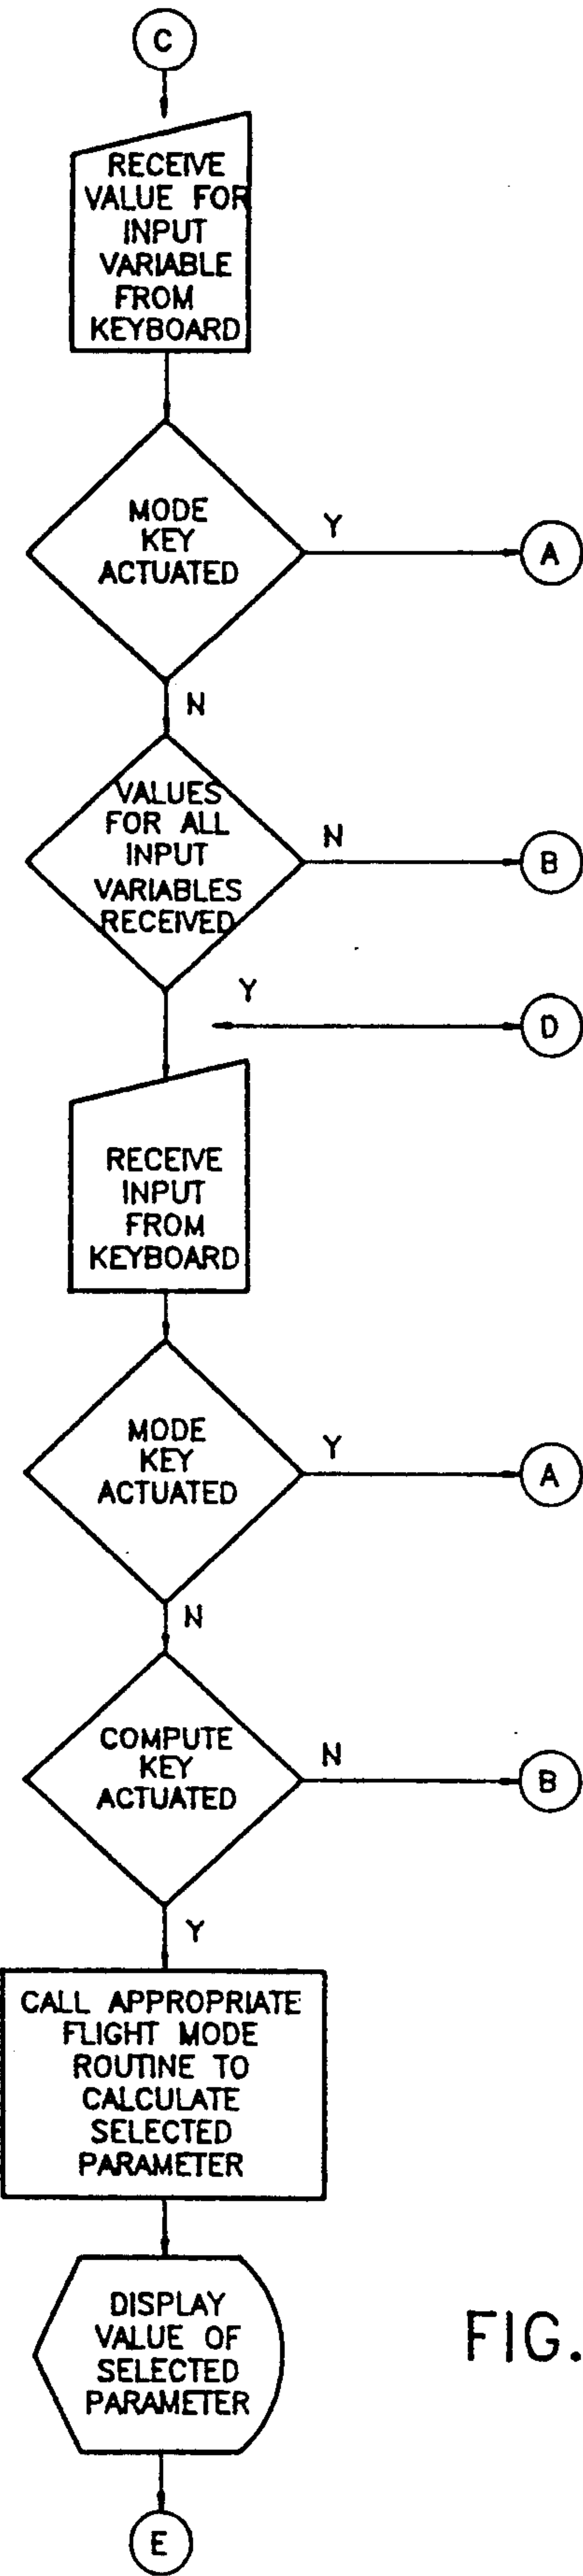 C
RECEIVE
VALUE FOR
INPUT
VARIABLE
FROM
KEYBOARD
MODE
KEY
ACTUATED
Y
A
N
VALUES
FOR ALL
INPUT
VARIABLES
RECEIVED
N
B
Y
D
RECEIVE
INPUT
FROM
KEYBOARD
MODE
KEY
ACTUATED
Y
A
N
COMPUTE
KEY
ACTUATED
N
B
Y
CALL APPROPRIATE
FLIGHT MODE
ROUTINE TO
CALCULATE
SELECTED
PARAMETER
DISPLAY
VALUE OF
SELECTED
PARAMETER
FIG.
E